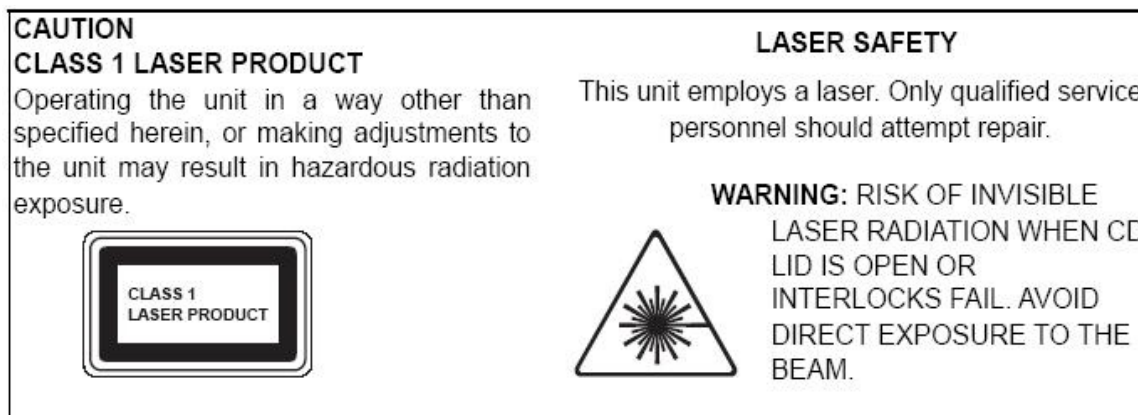 CAUTION
CLASS 1 LASER PRODUCT
Operating the unit in a way other than
specified herein, or making adjustments to
the unit may result in hazardous radiation
exposure.
CLASS 1
LASER PRODUCT
LASER SAFETY
This unit employs a laser. Only qualified service
personnel should attempt repair.
WARNING: RISK OF INVISIBLE
LASER RADIATION WHEN CD
LID IS OPEN OR
INTERLOCKS FAIL. AVOID
DIRECT EXPOSURE TO THE
BEAM.